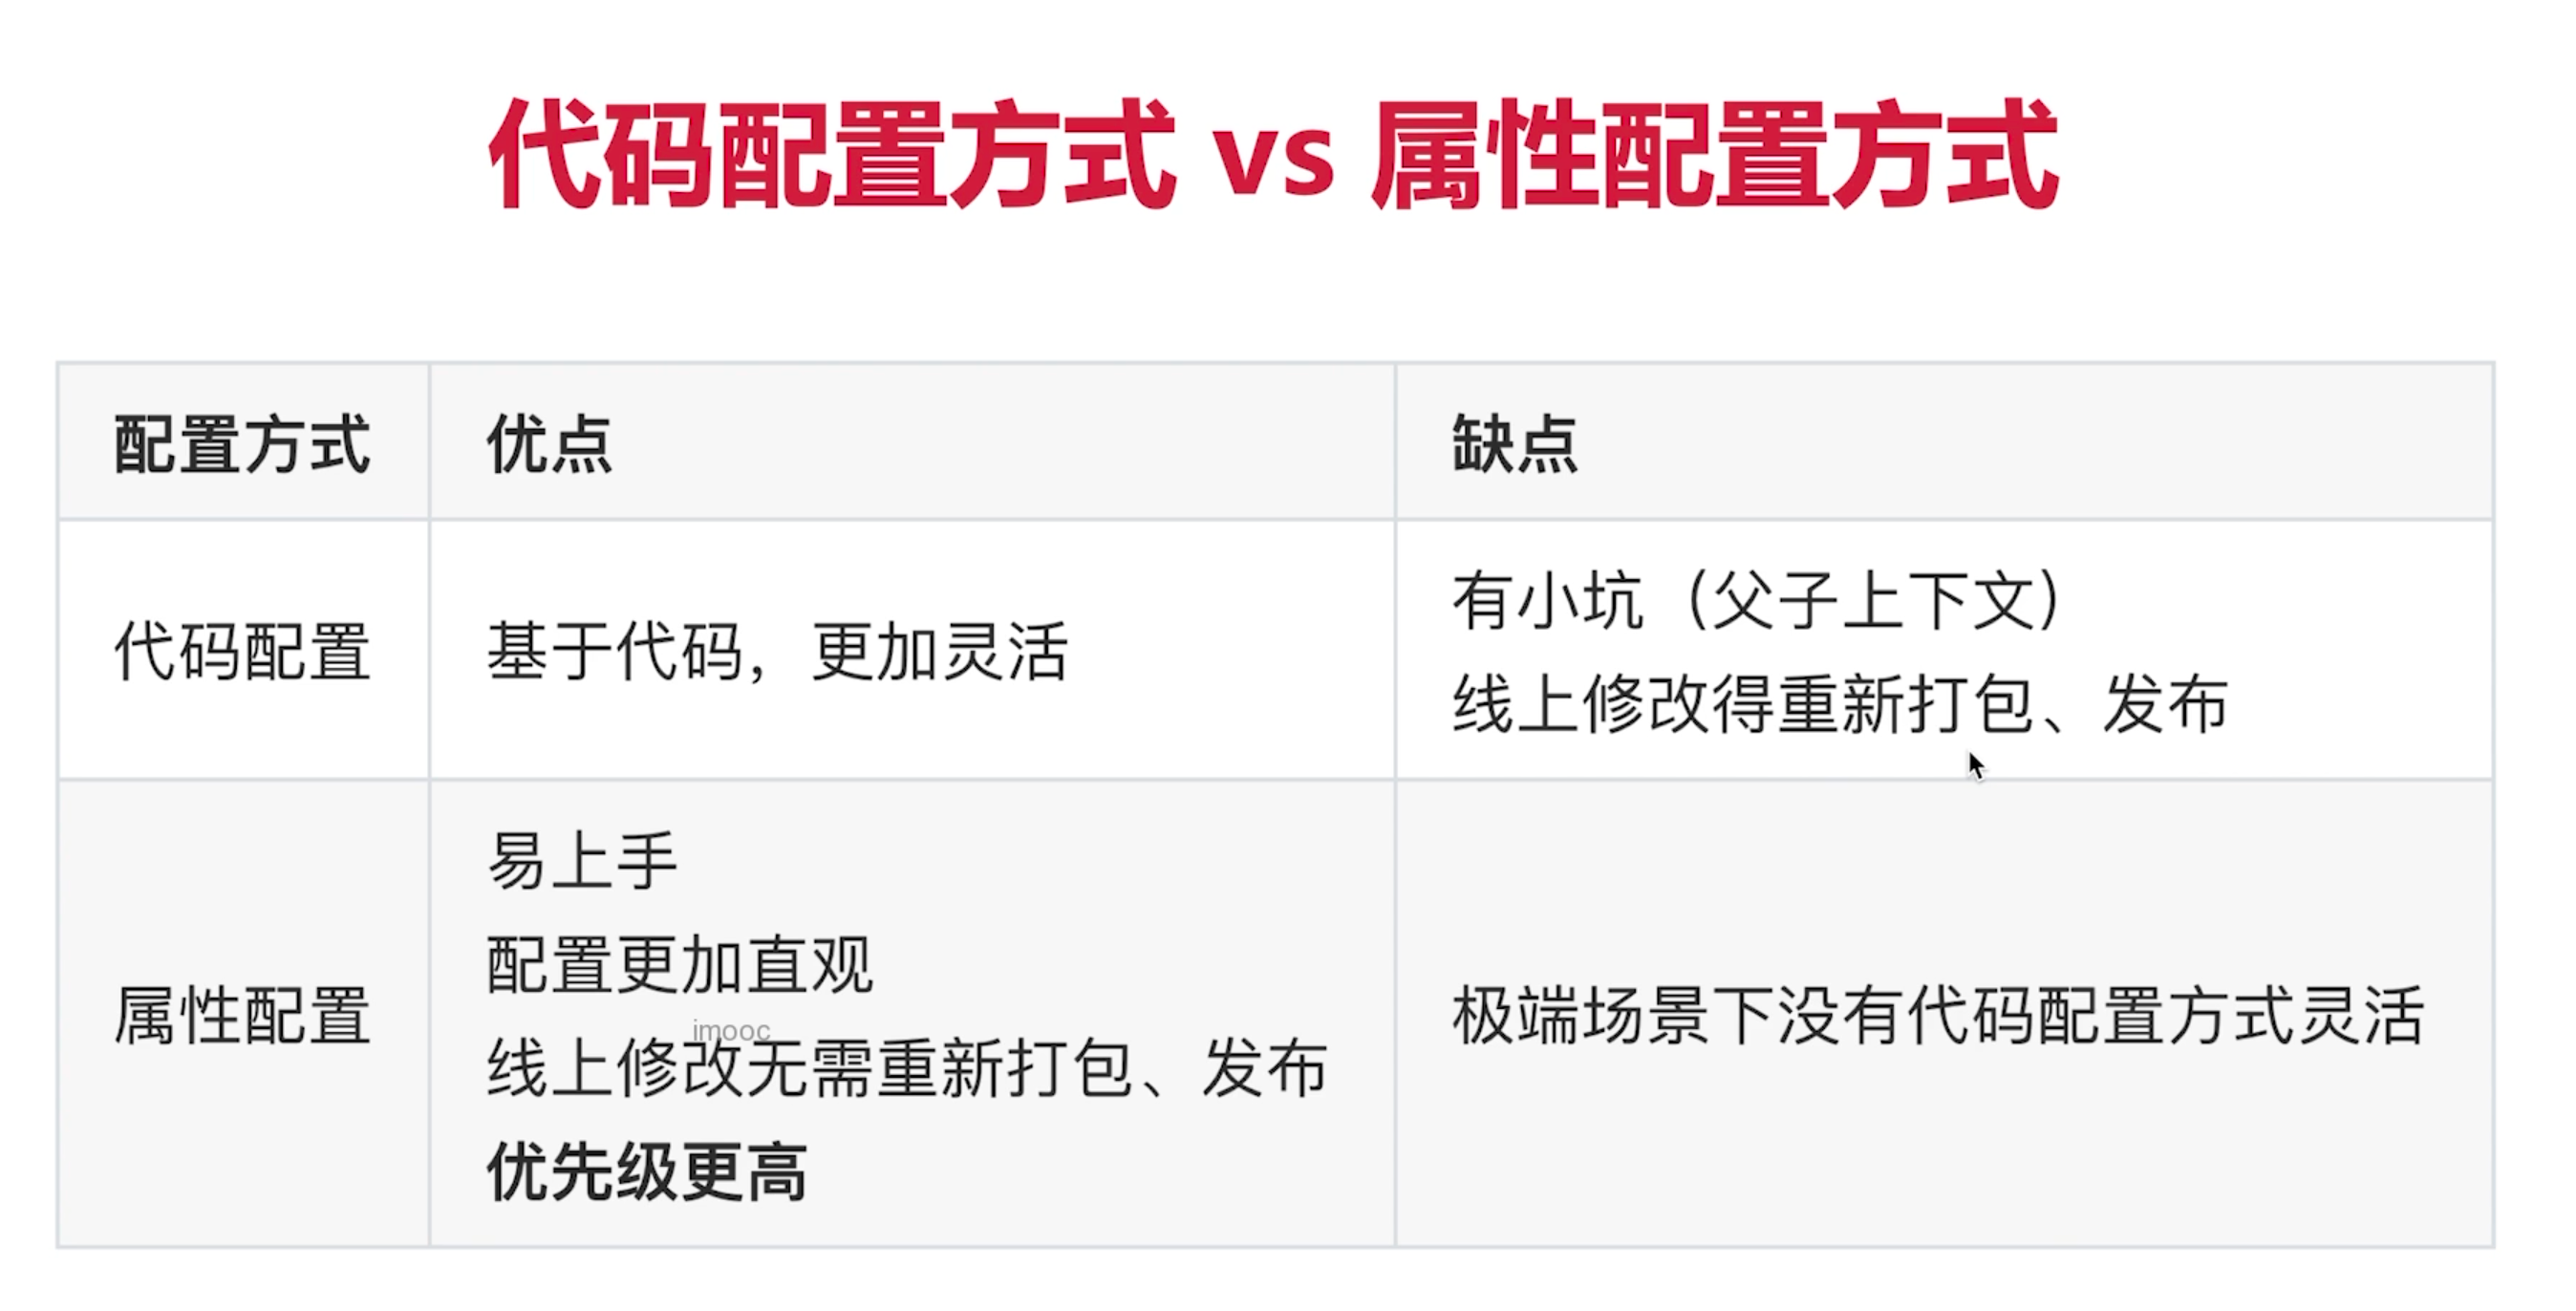 代码配置方式 vs 属性配置方式
配置方式 优点 缺点
代码配置 基于代码，更加灵活 有小坑（父子上下文）
线上修改得重新打包、发布
属性配置 易上手
配置更加直观
imooc
线上修改无需重新打包、发布
优先级更高
极端场景下没有代码配置方式灵活